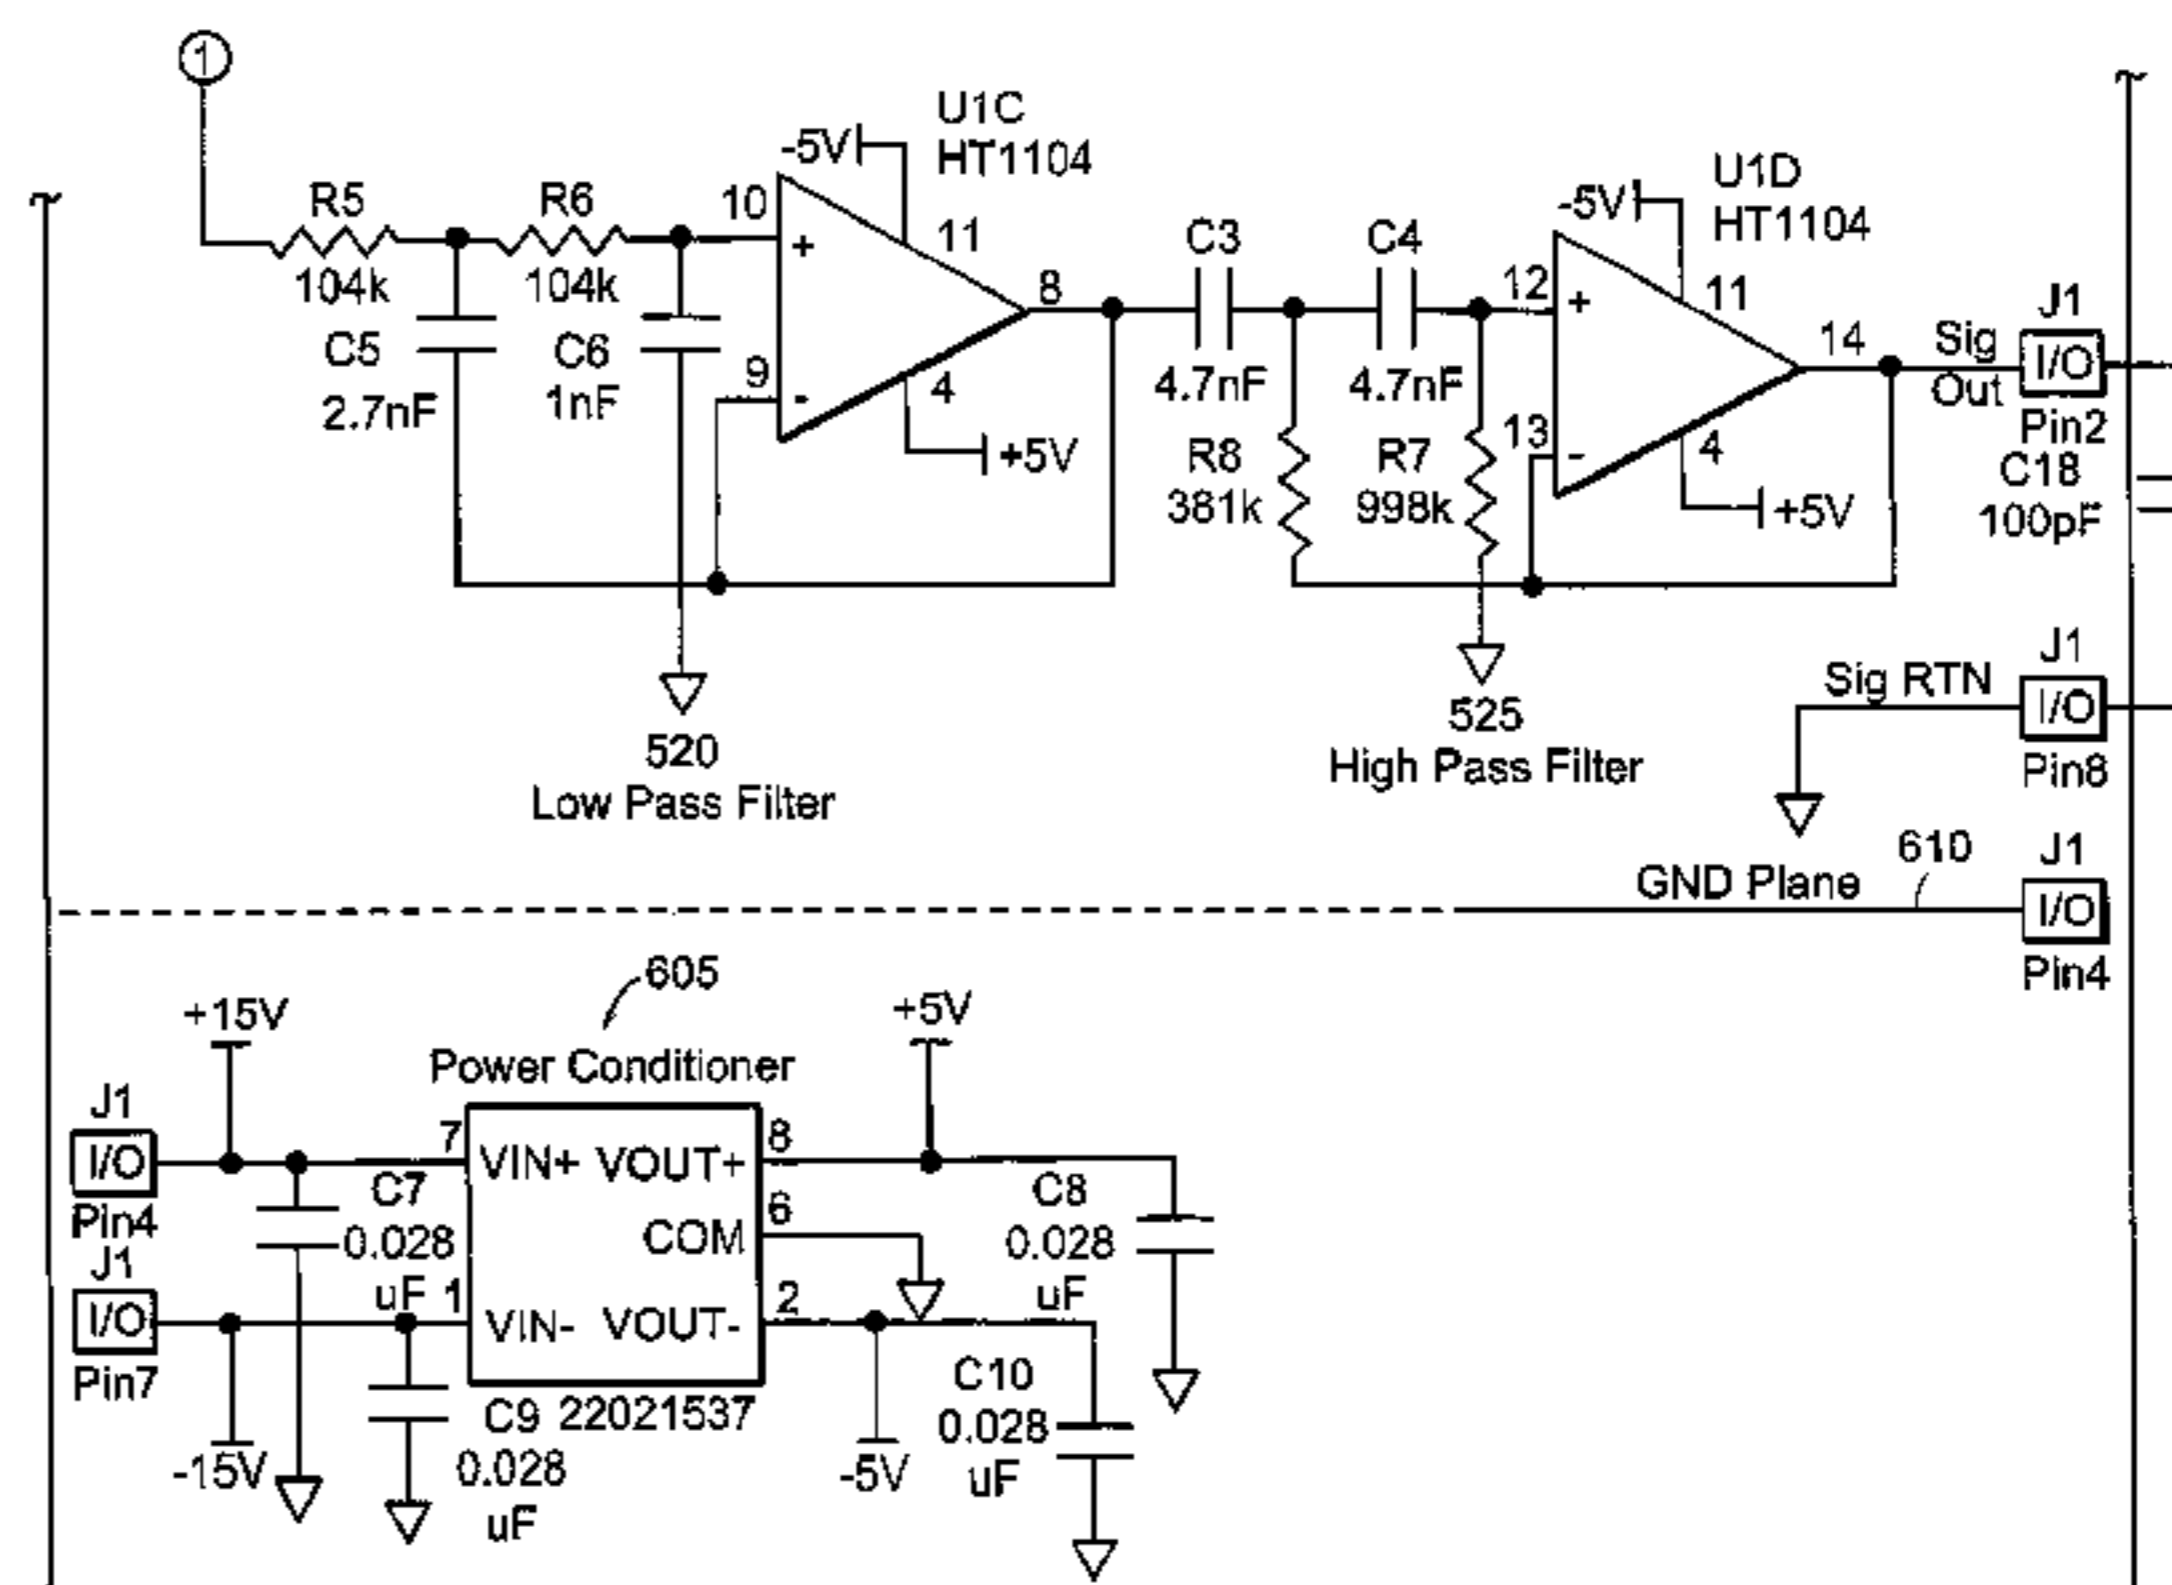 1
U1C
HT1104
-5V
R5
104k
R6
104k
10
+
11
8
C5
2.7nF
C6
1nF
9
-
4
+5V
C3
4.7nF
C4
4.7nF
U1D
HT1104
-5V
12
+
11
14
Sig
Out
J1
I/O
Pin2
C18
100pF
R8
381k
R7
998k
13
-
4
+5V
520
Low Pass Filter
525
High Pass Filter
Sig RTN
J1
I/O
Pin8
GND Plane
610
J1
I/O
Pin4
605
Power Conditioner
+15V
+5V
J1
I/O
Pin4
7
VIN+ VOUT+
8
C7
0.028
uF
COM
6
C8
0.028
uF
J1
I/O
Pin7
1
VIN- VOUT-
2
-15V
C9
0.028
uF
22021537
-5V
C10
0.028
uF